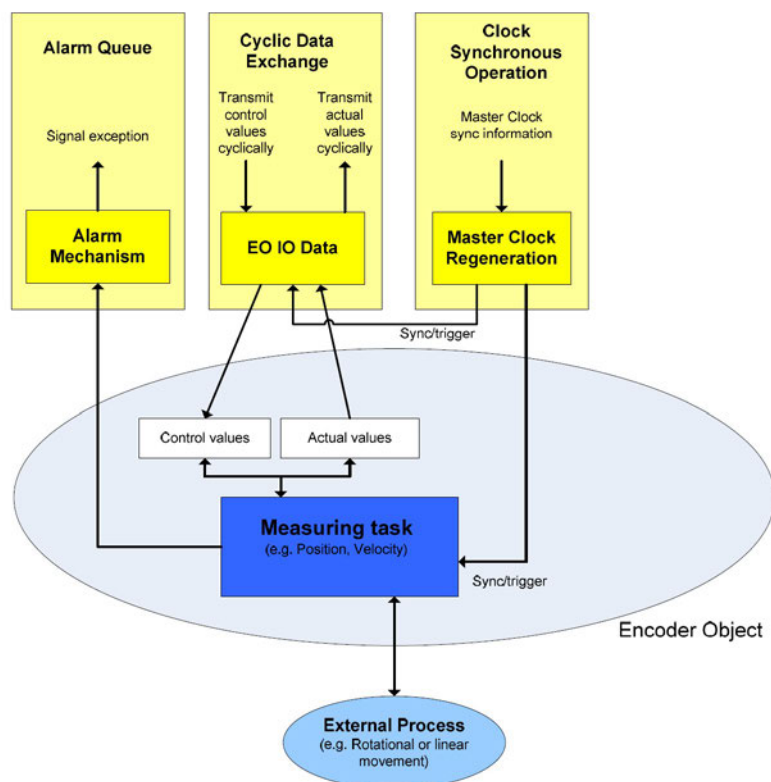 Alarm Queue
Signal exception
Alarm
Mechanism
Cyclic Data
Exchange
Transmit
control
values
cyclically
Transmit
actual
values
cyclically
EO IO Data
Clock
Synchronous
Operation
Master Clock
sync information
Master Clock
Regeneration
Sync/trigger
Control values
Actual values
Measuring task
(e.g. Position, Velocity)
Sync/trigger
Encoder Object
External Process
(e.g. Rotational or linear
movement)